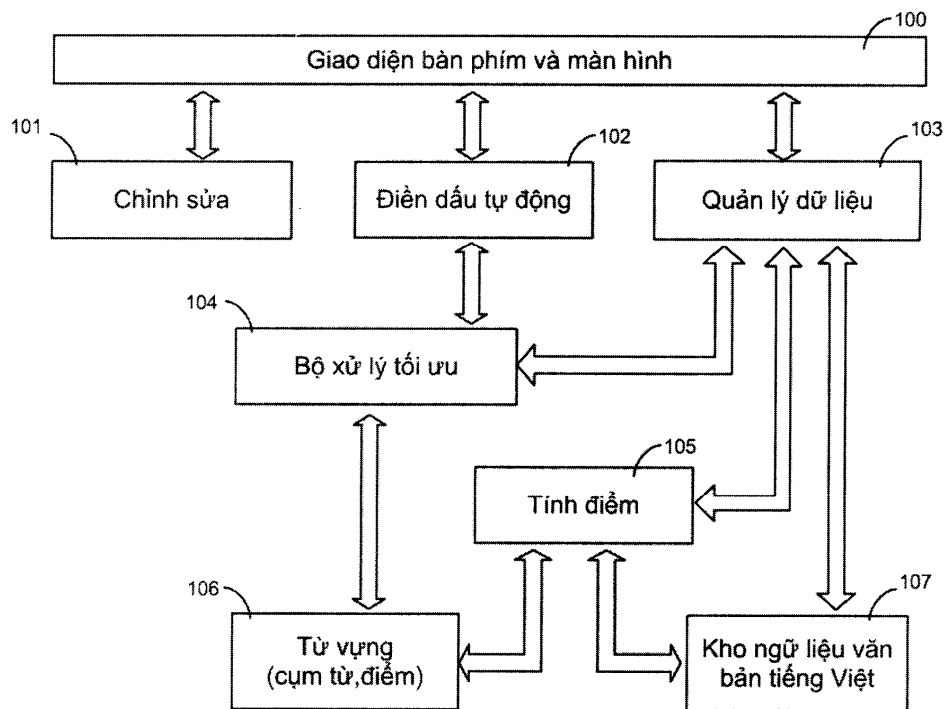 100
Giao diện bàn phím và màn hình
101
102
103
Chỉnh sửa
Điền dấu tự động
Quản lý dữ liệu
104
Bộ xử lý tối ưu
105
Tính điểm
106
107
Từ vựng
(cụm từ,điểm)
Kho ngữ liệu văn
bản tiếng Việt